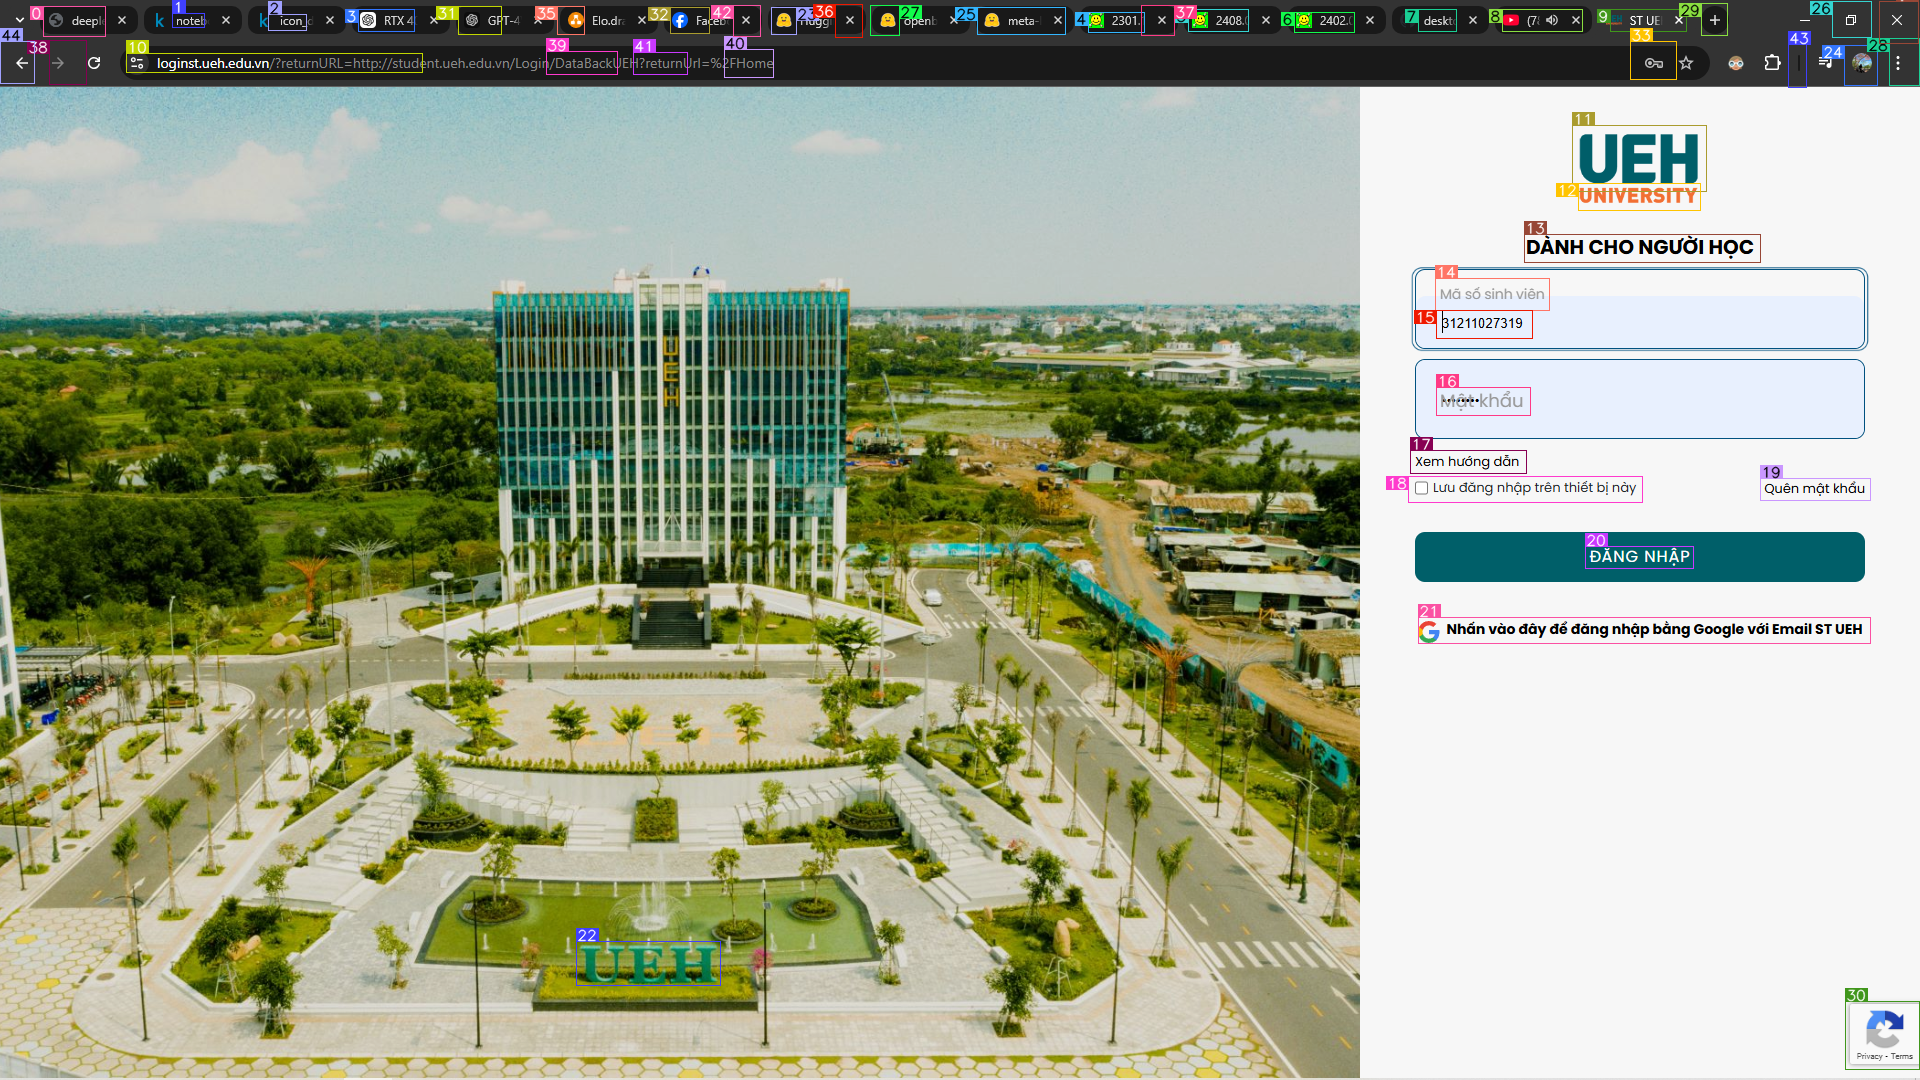 0 deepl
1 noteb
2 icon_d
3 RTX 4
31 GPT-4
35 Elo.dra
32 Faceb
42
23 Hugg
36
27 openb
25 meta-
4 2301.
37 2408.
6 2402.
7 deskt
8 (7
9 ST UE
29
26
44
38
10 loginst.ueh.edu.vn/?returnURL=http://student.ueh.edu.vn/Login/DataBackUEH?returnUrl=%2FHome
39
41
40
33
43
24
28
11 UEH
12 UNIVERSITY
13 DÀNH CHO NGƯỜI HỌC
14 Mã số sinh viên
15 31211027319
16 Mật khẩu
17 Xem hướng dẫn
18 Lưu đăng nhập trên thiết bị này
19 Quên mật khẩu
20 ĐĂNG NHẬP
21 Nhấn vào đây để đăng nhập bằng Google với Email ST UEH
UEH
22 UEH
30
Privacy - Terms